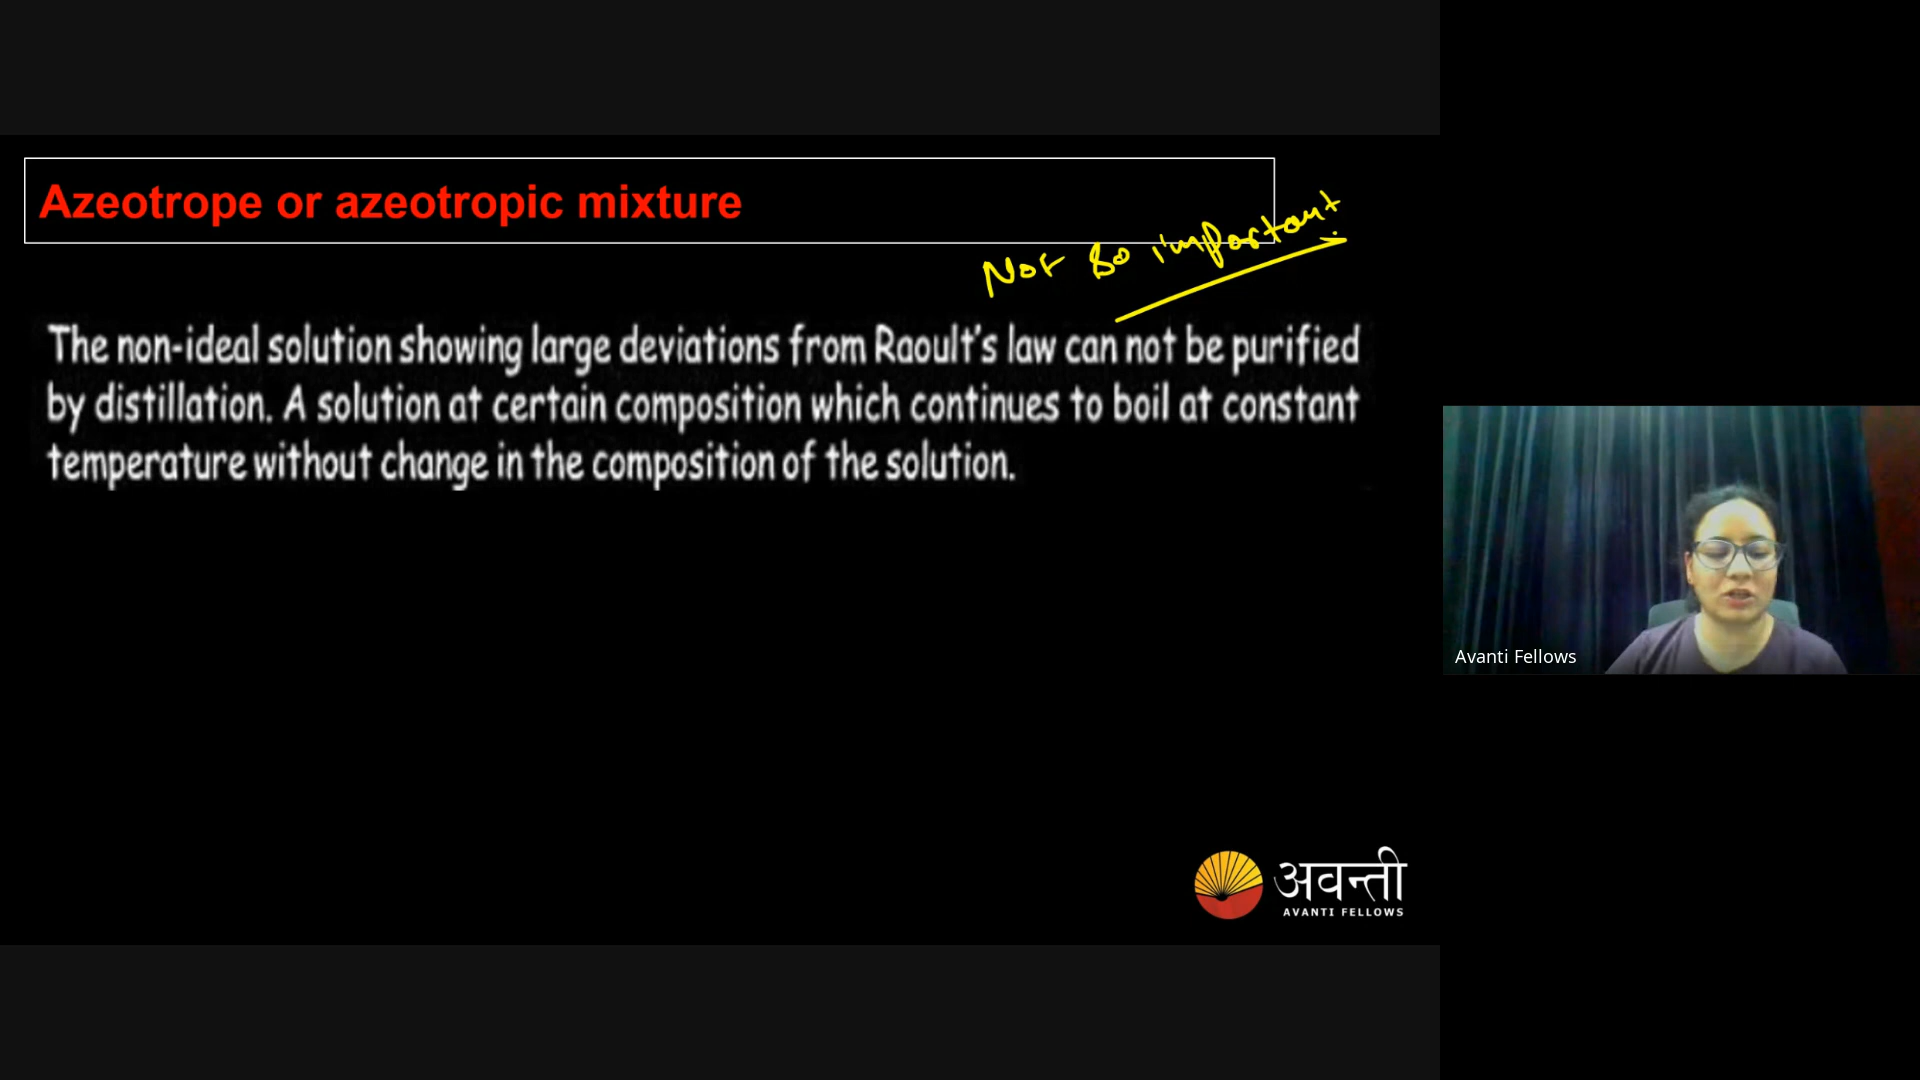 Azeotrope or azeotropic mixture
Not so important
The non-ideal solution showing large deviations from Raoult's law can not be purified
by distillation. A solution at certain composition which continues to boil at constant
temperature without change in the composition of the solution.
Avanti Fellows
अवन्ती
AVANTI FELLOWS